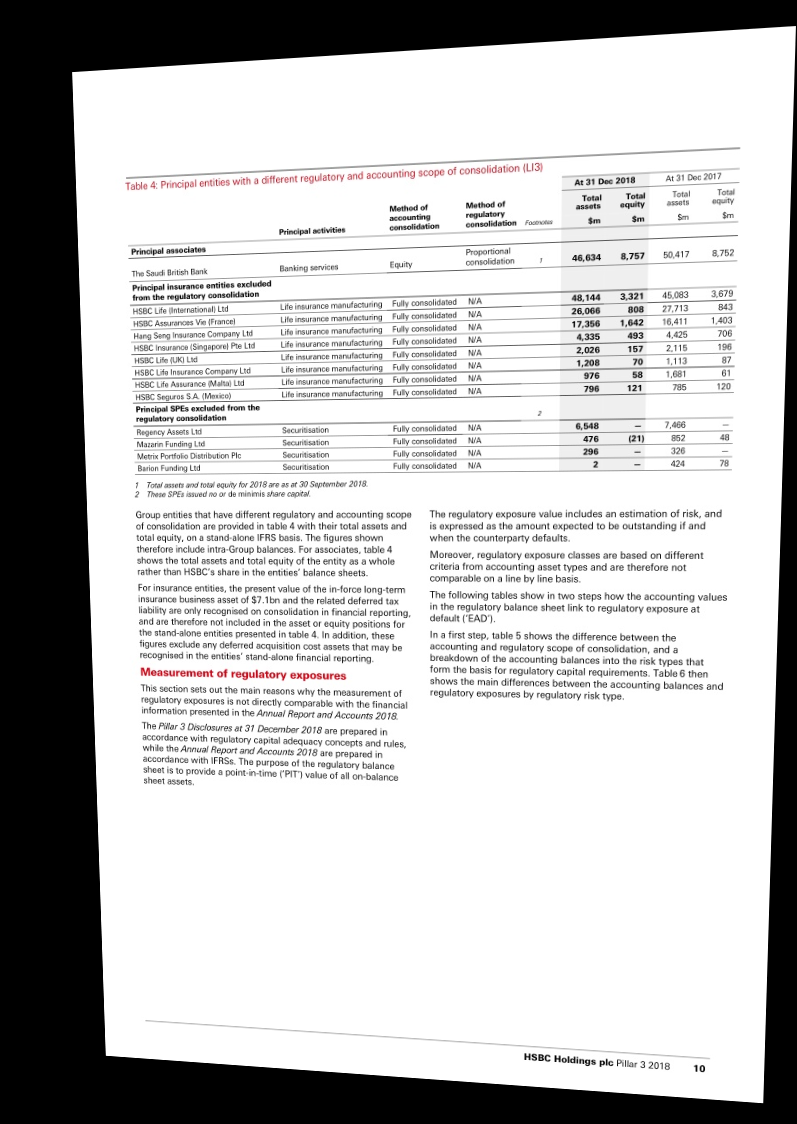 Table 4: Principal entities with a different regulatory and accounting scope of consolidation (LI3)
At 31 Dec 2018 At 31 Dec 2017
Principal activities Method of accounting consolidation Method of regulatory consolidation Footnotes Total assets Total equity Total assets Total equity
$m $m $m $m
Principal associates
The Saudi British Bank Banking services Equity Proportional consolidation 1 46,634 8,757 50,417 8,752
Principal insurance entities excluded
from the regulatory consolidation
HSBC Life (International) Ltd Life insurance manufacturing Fully consolidated N/A 48,144 3,321 45,083 3,679
HSBC Assurances Vie (France) Life insurance manufacturing Fully consolidated N/A 26,066 808 27,713 843
Hang Seng Insurance Company Ltd Life insurance manufacturing Fully consolidated N/A 17,356 1,642 16,411 1,403
HSBC Insurance (Singapore) Pte Ltd Life insurance manufacturing Fully consolidated N/A 4,335 493 4,425 706
HSBC Life (UK) Ltd Life insurance manufacturing Fully consolidated N/A 2,026 157 2,115 196
HSBC Life Insurance Company Ltd Life insurance manufacturing Fully consolidated N/A 1,208 70 1,113 87
HSBC Life Assurance (Malta) Ltd Life insurance manufacturing Fully consolidated N/A 976 58 1,681 61
HSBC Seguros S.A. (Mexico) Life insurance manufacturing Fully consolidated N/A 796 121 785 120
Principal SPEs excluded from the
regulatory consolidation 2
Regency Assets Ltd Securitisation Fully consolidated N/A 6,548 – 7,466 –
Mazarin Funding Ltd Securitisation Fully consolidated N/A 476 (21) 852 48
Metrix Portfolio Distribution Plc Securitisation Fully consolidated N/A 296 – 326 –
Barion Funding Ltd Securitisation Fully consolidated N/A 2 – 424 78
1 Total assets and total equity for 2018 are as at 30 September 2018.
2 These SPEs issued no or de minimis share capital.
Group entities that have different regulatory and accounting scope
of consolidation are provided in table 4 with their total assets and
total equity, on a stand-alone IFRS basis. The figures shown
therefore include intra-Group balances. For associates, table 4
shows the total assets and total equity of the entity as a whole
rather than HSBC's share in the entities' balance sheets.
For insurance entities, the present value of the in-force long-term
insurance business asset of $7.1bn and the related deferred tax
liability are only recognised on consolidation in financial reporting,
and are therefore not included in the asset or equity positions for
the stand-alone entities presented in table 4. In addition, these
figures exclude any deferred acquisition cost assets that may be
recognised in the entities' stand-alone financial reporting.
Measurement of regulatory exposures
This section sets out the main reasons why the measurement of
regulatory exposures is not directly comparable with the financial
information presented in the Annual Report and Accounts 2018.
The Pillar 3 Disclosures at 31 December 2018 are prepared in
accordance with regulatory capital adequacy concepts and rules,
while the Annual Report and Accounts 2018 are prepared in
accordance with IFRSs. The purpose of the regulatory balance
sheet is to provide a point-in-time ('PIT') value of all on-balance
sheet assets.
The regulatory exposure value includes an estimation of risk, and
is expressed as the amount expected to be outstanding if and
when the counterparty defaults.
Moreover, regulatory exposure classes are based on different
criteria from accounting asset types and are therefore not
comparable on a line by line basis.
The following tables show in two steps how the accounting values
in the regulatory balance sheet link to regulatory exposure at
default ('EAD').
In a first step, table 5 shows the difference between the
accounting and regulatory scope of consolidation, and a
breakdown of the accounting balances into the risk types that
form the basis for regulatory capital requirements. Table 6 then
shows the main differences between the accounting balances and
regulatory exposures by regulatory risk type.
HSBC Holdings plc Pillar 3 2018 10